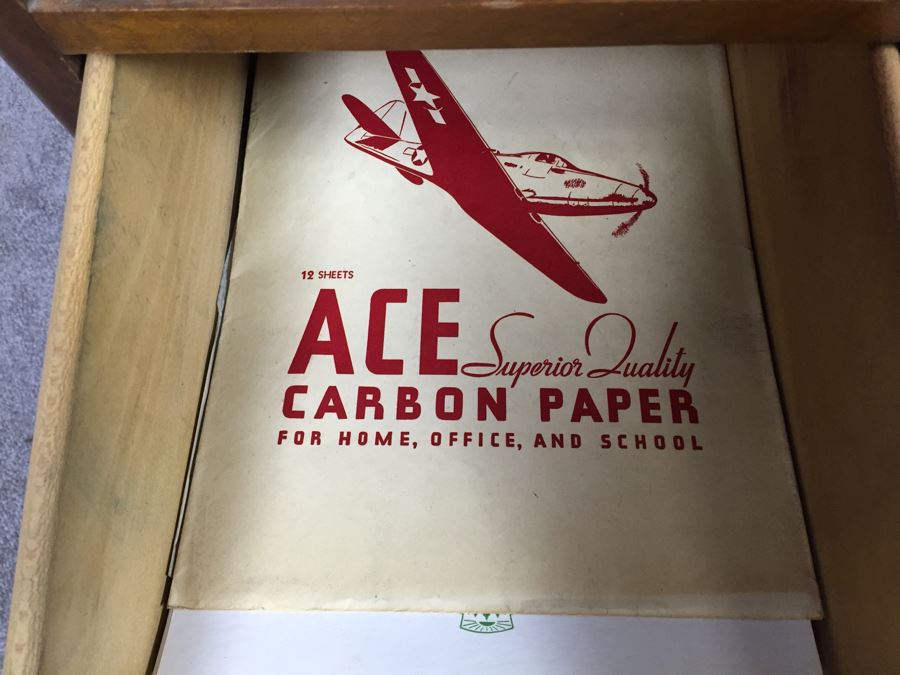 12 SHEETS
ACE Superior Quality
CARBON PAPER
FOR HOME, OFFICE, AND SCHOOL